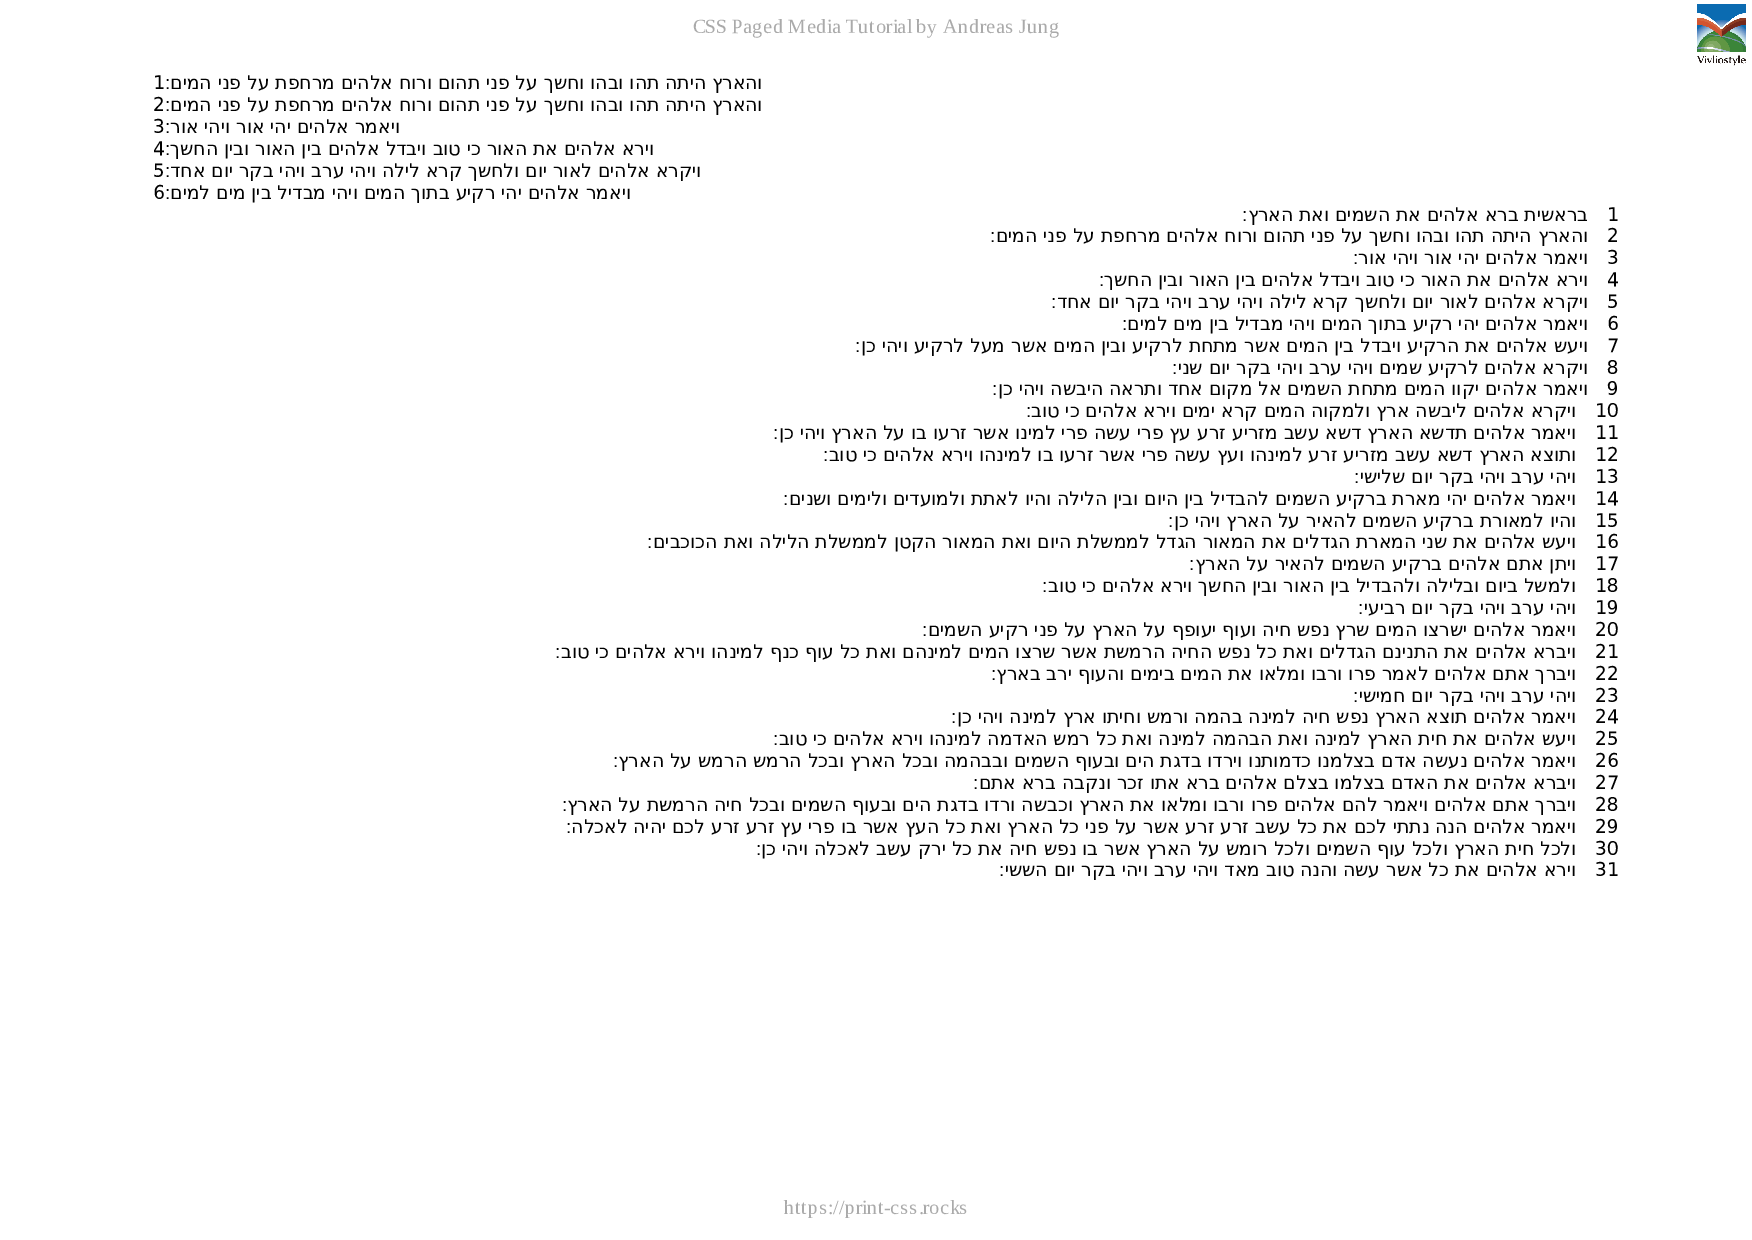 CSS Paged Media Tutorial by Andreas Jung
Vivliostyle
1:והארץ היתה תהו ובהו וחשך על פני תהום ורוח אלהים מרחפת על פני המים
2:והארץ היתה תהו ובהו וחשך על פני תהום ורוח אלהים מרחפת על פני המים
3:ויאמר אלהים יהי אור ויהי אור
4:וירא אלהים את האור כי טוב ויבדל אלהים בין האור ובין החשך
5:ויקרא אלהים לאור יום ולחשך קרא לילה ויהי ערב ויהי בקר יום אחד
6:ויאמר אלהים יהי רקיע בתוך המים ויהי מבדיל בין מים למים
1 בראשית ברא אלהים את השמים ואת הארץ:
2 והארץ היתה תהו ובהו וחשך על פני תהום ורוח אלהים מרחפת על פני המים:
3 ויאמר אלהים יהי אור ויהי אור:
4 וירא אלהים את האור כי טוב ויבדל אלהים בין האור ובין החשך:
5 ויקרא אלהים לאור יום ולחשך קרא לילה ויהי ערב ויהי בקר יום אחד:
6 ויאמר אלהים יהי רקיע בתוך המים ויהי מבדיל בין מים למים:
7 ויעש אלהים את הרקיע ויבדל בין המים אשר מתחת לרקיע ובין המים אשר מעל לרקיע ויהי כן:
8 ויקרא אלהים לרקיע שמים ויהי ערב ויהי בקר יום שני:
9 ויאמר אלהים יקוו המים מתחת השמים אל מקום אחד ותראה היבשה ויהי כן:
10 ויקרא אלהים ליבשה ארץ ולמקוה המים קרא ימים וירא אלהים כי טוב:
11 ויאמר אלהים תדשא הארץ דשא עשב מזריע זרע עץ פרי עשה פרי למינו אשר זרעו בו על הארץ ויהי כן:
12 ותוצא הארץ דשא עשב מזריע זרע למינהו ועץ עשה פרי אשר זרעו בו למינהו וירא אלהים כי טוב:
13 ויהי ערב ויהי בקר יום שלישי:
14 ויאמר אלהים יהי מארת ברקיע השמים להבדיל בין היום ובין הלילה והיו לאתת ולמועדים ולימים ושנים:
15 והיו למאורת ברקיע השמים להאיר על הארץ ויהי כן:
16 ויעש אלהים את שני המארת הגדלים את המאור הגדל לממשלת היום ואת המאור הקטן לממשלת הלילה ואת הכוכבים:
17 ויתן אתם אלהים ברקיע השמים להאיר על הארץ:
18 ולמשל ביום ובלילה ולהבדיל בין האור ובין החשך וירא אלהים כי טוב:
19 ויהי ערב ויהי בקר יום רביעי:
20 ויאמר אלהים ישרצו המים שרץ נפש חיה ועוף יעופף על הארץ על פני רקיע השמים:
21 ויברא אלהים את התנינם הגדלים ואת כל נפש החיה הרמשת אשר שרצו המים למינהם ואת כל עוף כנף למינהו וירא אלהים כי טוב:
22 ויברך אתם אלהים לאמר פרו ורבו ומלאו את המים בימים והעוף ירב בארץ:
23 ויהי ערב ויהי בקר יום חמישי:
24 ויאמר אלהים תוצא הארץ נפש חיה למינה בהמה ורמש וחיתו ארץ למינה ויהי כן:
25 ויעש אלהים את חית הארץ למינה ואת הבהמה למינה ואת כל רמש האדמה למינהו וירא אלהים כי טוב:
26 ויאמר אלהים נעשה אדם בצלמנו כדמותנו וירדו בדגת הים ובעוף השמים ובבהמה ובכל הארץ ובכל הרמש הרמש על הארץ:
27 ויברא אלהים את האדם בצלמו בצלם אלהים ברא אתו זכר ונקבה ברא אתם:
28 ויברך אתם אלהים ויאמר להם אלהים פרו ורבו ומלאו את הארץ וכבשה ורדו בדגת הים ובעוף השמים ובכל חיה הרמשת על הארץ:
29 ויאמר אלהים הנה נתתי לכם את כל עשב זרע זרע אשר על פני כל הארץ ואת כל העץ אשר בו פרי עץ זרע זרע לכם יהיה לאכלה:
30 ולכל חית הארץ ולכל עוף השמים ולכל רומש על הארץ אשר בו נפש חיה את כל ירק עשב לאכלה ויהי כן:
31 וירא אלהים את כל אשר עשה והנה טוב מאד ויהי ערב ויהי בקר יום הששי:
https://print-css.rocks